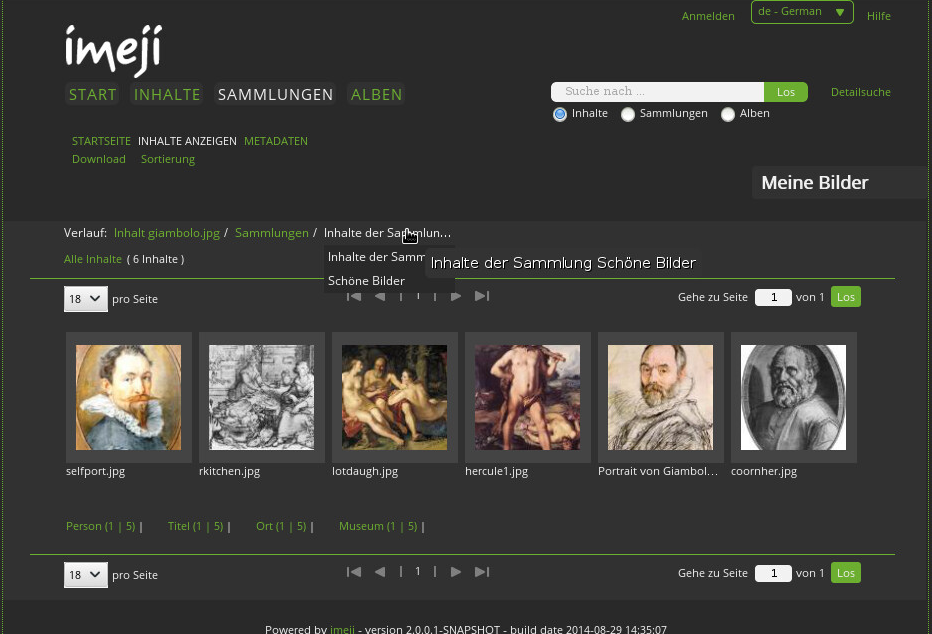 Anmelden de - German Hilfe
imeji
START INHALTE SAMMLUNGEN ALBEN
Suche nach ... Los Detailsuche
Inhalte Sammlungen Alben
STARTSEITE INHALTE ANZEIGEN METADATEN
Download Sortierung
Meine Bilder
Verlauf: Inhalt giambolo.jpg / Sammlungen / Inhalte der Sammlun...
Alle Inhalte ( 6 Inhalte )
Inhalte der Samm
Inhalte der Sammlung Schöne Bilder
Schöne Bilder
18 pro Seite | 1 | Gehe zu Seite 1 von 1 Los
selfport.jpg rkitchen.jpg lotdaugh.jpg hercule1.jpg Portrait von Giambol... coornher.jpg
Person (1 | 5) | Titel (1 | 5) | Ort (1 | 5) | Museum (1 | 5) |
18 pro Seite | 1 | Gehe zu Seite 1 von 1 Los
Powered by imeji - version 2.0.0.1-SNAPSHOT - build date 2014-08-29 14:35:07